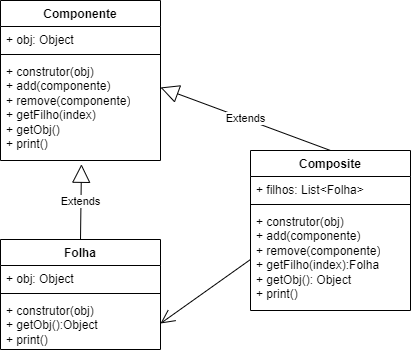 Componente
+ obj: Object
+ construtor(obj)
+ add(componente)
+ remove(componente)
+ getFilho(index)
+ getObj()
+ print()
Extends
Extends
Composite
+ filhos: List<Folha>
+ construtor(obj)
+ add(componente)
+ remove(componente)
+ getFilho(index):Folha
+ getObj(): Object
+ print()
Folha
+ obj: Object
+ construtor(obj)
+ getObj():Object
+ print()